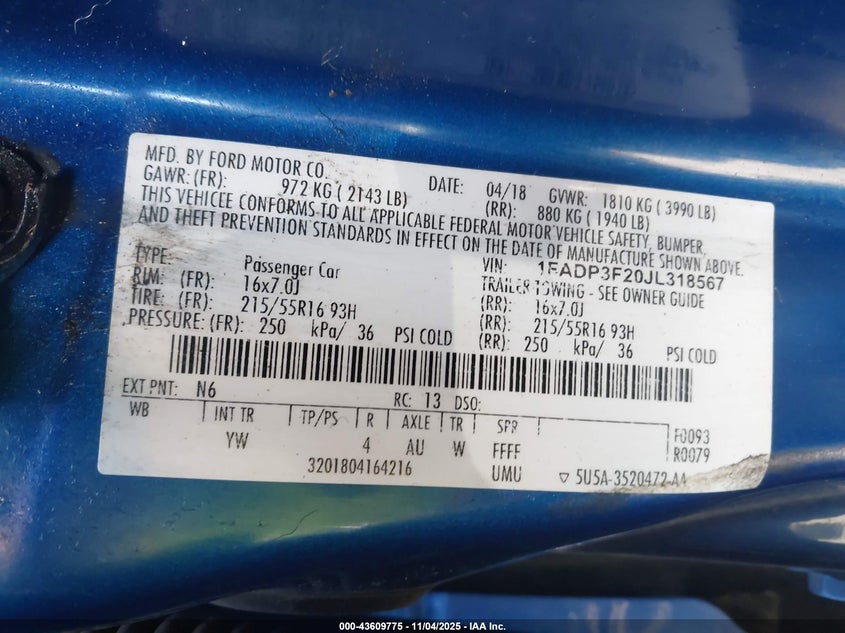 MFD. BY FORD MOTOR CO.
DATE: 04/18 GVWR: 1810 KG ( 3990 LB)
GAWR: (FR): 972 KG ( 2143 LB) (RR): 880 KG ( 1940 LB)
THIS VEHICLE CONFORMS TO ALL APPLICABLE FEDERAL MOTOR VEHICLE SAFETY, BUMPER,
AND THEFT PREVENTION STANDARDS IN EFFECT ON THE DATE OF MANUFACTURE SHOWN ABOVE.
VIN: 1FADP3F20JL318567
TYPE: Passenger Car TRAILER TOWING - SEE OWNER GUIDE
RIM: (FR): 16x7.0J (RR): 16x7.0J
TIRE: (FR): 215/55R16 93H (RR): 215/55R16 93H
PRESSURE: (FR): 250 kPa/ 36 PSI COLD (RR): 250 kPa/ 36 PSI COLD
EXT PNT: N6 RC: 13 DSO:
WB INT TR TP/PS R AXLE TR SPR F0093
YW 4 AU W FFFF R0079
3201804164216 UMU ▽ 5U5A-3520472-AA
000-43609775 — 11/04/2025 — IAA Inc.